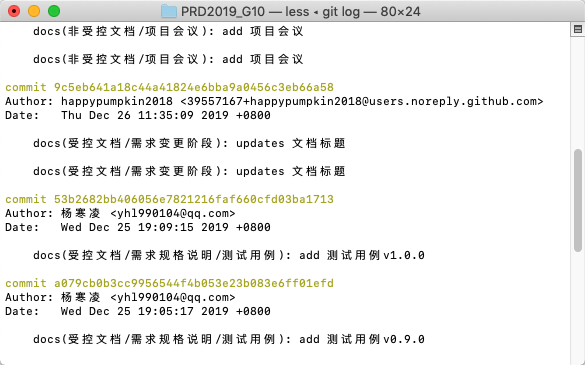 PRD2019_G10 — less ◂ git log — 80×24
docs(非受控文档/项目会议): add 项目会议
docs(非受控文档/项目会议): add 项目会议
commit 9c5eb641a18c44a41824e6bba9a0456c3eb66a58
Author: happypumpkin2018 <39557167+happypumpkin2018@users.noreply.github.com>
Date:   Thu Dec 26 11:35:09 2019 +0800
docs(受控文档/需求变更阶段): updates 文档标题
docs(受控文档/需求变更阶段): updates 文档标题
commit 53b2682bb406056e7821216faf660cfd03ba1713
Author: 杨寒凌 <yhl990104@qq.com>
Date:   Wed Dec 25 19:09:15 2019 +0800
docs(受控文档/需求规格说明/测试用例): add 测试用例v1.0.0
commit a079cb0b3cc9956544f4b053e23b083e6ff01efd
Author: 杨寒凌 <yhl990104@qq.com>
Date:   Wed Dec 25 19:05:17 2019 +0800
docs(受控文档/需求规格说明/测试用例): add 测试用例v0.9.0